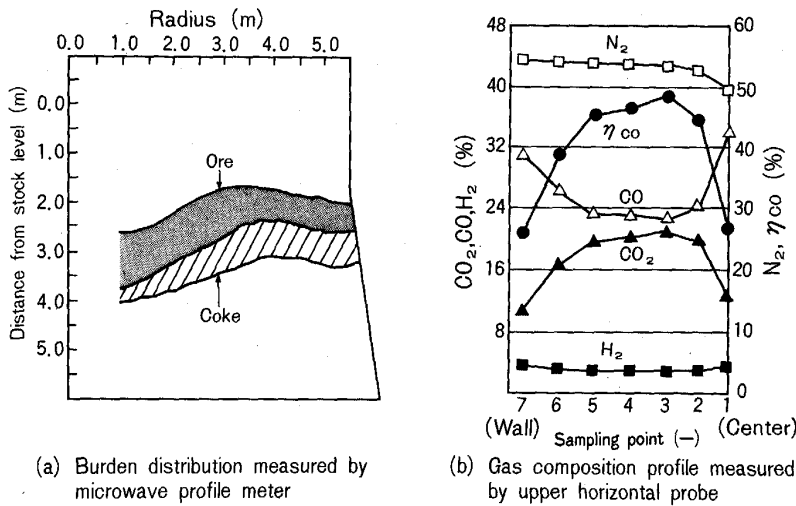 Radius (m)
0.0 1.0 2.0 3.0 4.0 5.0
Distance from stock level (m)
0.0
1.0
2.0
3.0
4.0
5.0
Ore
Coke
(a) Burden distribution measured by
microwave profile meter
CO₂,CO,H₂ (%)
48
40
32
24
16
8
N₂
η co
CO
CO₂
H₂
60
50
40
30
20
10
0
N₂, η co (%)
7 6 5 4 3 2 1
(Wall) Sampling point (–) (Center)
(b) Gas composition profile measured
by upper horizontal probe